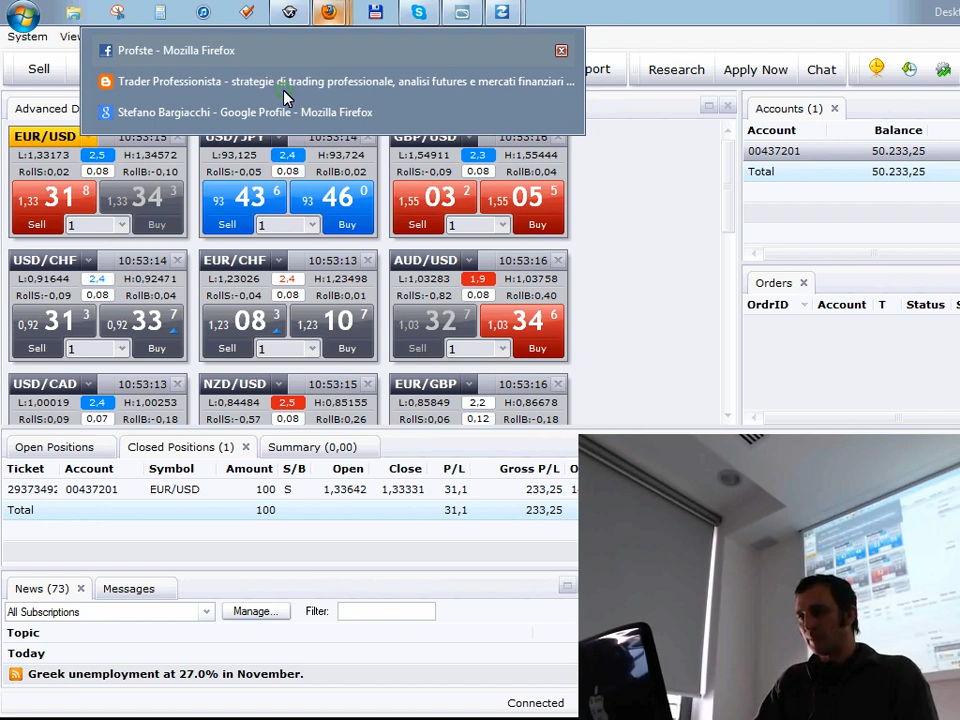 Deskt
Profste - Mozilla Firefox
Trader Professionista - strategie di trading professionale, analisi futures e mercati finanziari ...
Stefano Bargiacchi - Google Profile - Mozilla Firefox
System
Sell
port
Research
Apply Now
Chat
Advanced D
EUR/USD 10:53:15
L:1,33173 2,5 H:1,34572
RollS:0,02 0,08 RollB:-0,10
1,33 31 8 1,33 34 3
Sell 1 Buy
USD/JPY 10:53:14
L:93,125 2,4 H:93,724
RollS:-0,05 0,08 RollB:0,02
93 43 6 93 46 0
Sell 1 Buy
GBP/USD 10:53:16
L:1,54911 2,3 H:1,55444
RollS:-0,09 0,08 RollB:0,04
1,55 03 2 1,55 05 5
Sell 1 Buy
USD/CHF 10:53:14
L:0,91644 2,4 H:0,92471
RollS:-0,09 0,08 RollB:0,04
0,92 31 3 0,92 33 7
Sell 1 Buy
EUR/CHF 10:53:13
L:1,23026 2,4 H:1,23498
RollS:-0,04 0,08 RollB:0,01
1,23 08 3 1,23 10 7
Sell 1 Buy
AUD/USD 10:53:16
L:1,03283 1,9 H:1,03758
RollS:-0,82 0,08 RollB:0,40
1,03 32 7 1,03 34 6
Sell 1 Buy
USD/CAD 10:53:13
L:1,00019 2,4 H:1,00253
RollS:0,09 0,07 RollB:-0,18
NZD/USD 10:53:15
L:0,84484 2,5 H:0,85155
RollS:-0,57 0,08 RollB:0,26
EUR/GBP 10:53:16
L:0,85849 2,2 H:0,86678
RollS:0,06 0,12 RollB:-0,18
Accounts (1)
Account Balance
00437201 50.233,25
Total 50.233,25
Orders
OrdrID Account T Status S
Open Positions Closed Positions (1) Summary (0,00)
Ticket Account Symbol Amount S/B Open Close P/L Gross P/L
29373492 00437201 EUR/USD 100 S 1,33642 1,33331 31,1 233,25
Total 100 31,1 233,25
News (73) Messages
All Subscriptions Manage... Filter:
Topic
Today
Greek unemployment at 27.0% in November.
Connected